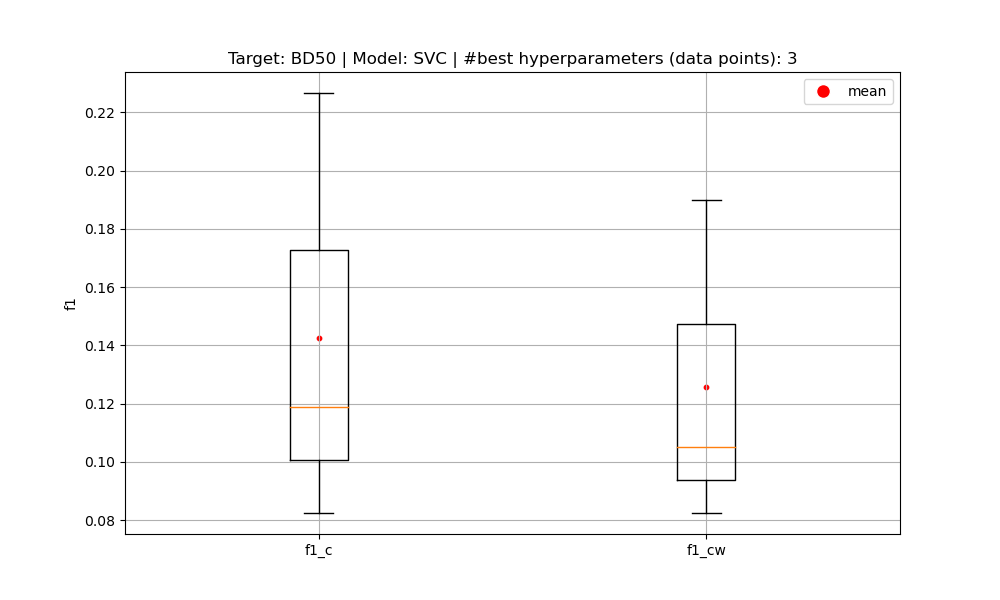 Target: BD50 | Model: SVC | #best hyperparameters (data points): 3
mean
0.22
0.20
0.18
0.16
0.14
0.12
0.10
0.08
f1
f1_c
f1_cw